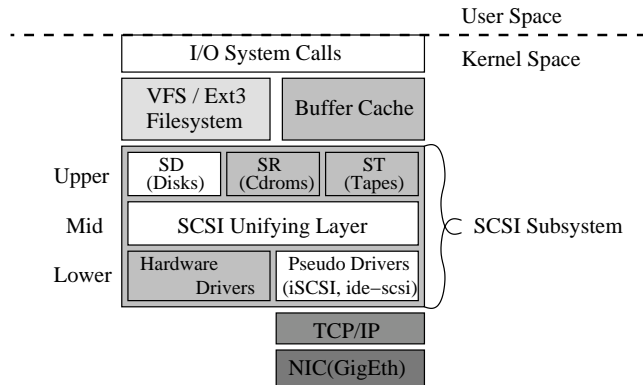 User Space
I/O System Calls
Kernel Space
VFS / Ext3
Filesystem
Buffer Cache
Upper
SD
(Disks)
SR
(Cdroms)
ST
(Tapes)
Mid
SCSI Unifying Layer
SCSI Subsystem
Lower
Hardware
Drivers
Pseudo Drivers
(iSCSI, ide−scsi)
TCP/IP
NIC(GigEth)